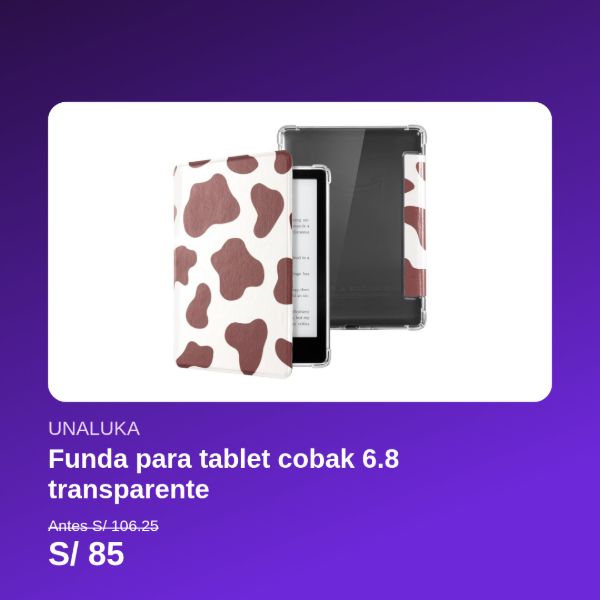 UNALUKA
Funda para tablet cobak 6.8
transparente
Antes S/ 106.25
S/ 85